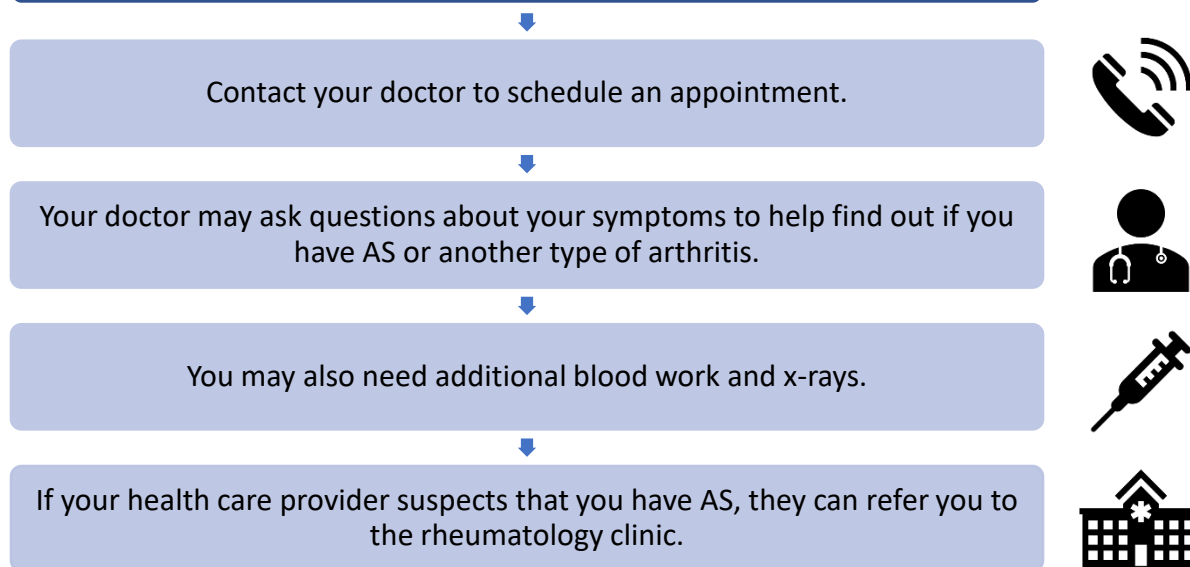 Contact your doctor to schedule an appointment.
Your doctor may ask questions about your symptoms to help find out if you
have AS or another type of arthritis.
You may also need additional blood work and x-rays.
If your health care provider suspects that you have AS, they can refer you to
the rheumatology clinic.